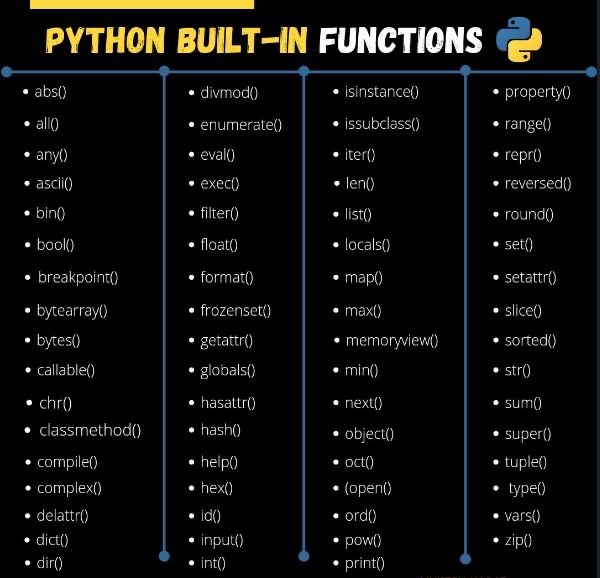 PYTHON BUILT-IN FUNCTIONS
• abs()
• all()
• any()
• ascii()
• bin()
• bool()
• breakpoint()
• bytearray()
• bytes()
• callable()
• chr()
• classmethod()
• compile()
• complex()
• delattr()
• dict()
• dir()
• divmod()
• enumerate()
• eval()
• exec()
• filter()
• float()
• format()
• frozenset()
• getattr()
• globals()
• hasattr()
• hash()
• help()
• hex()
• id()
• input()
• int()
• isinstance()
• issubclass()
• iter()
• len()
• list()
• locals()
• map()
• max()
• memoryview()
• min()
• next()
• object()
• oct()
• (open()
• ord()
• pow()
• print()
• property()
• range()
• repr()
• reversed()
• round()
• set()
• setattr()
• slice()
• sorted()
• str()
• sum()
• super()
• tuple()
• type()
• vars()
• zip()